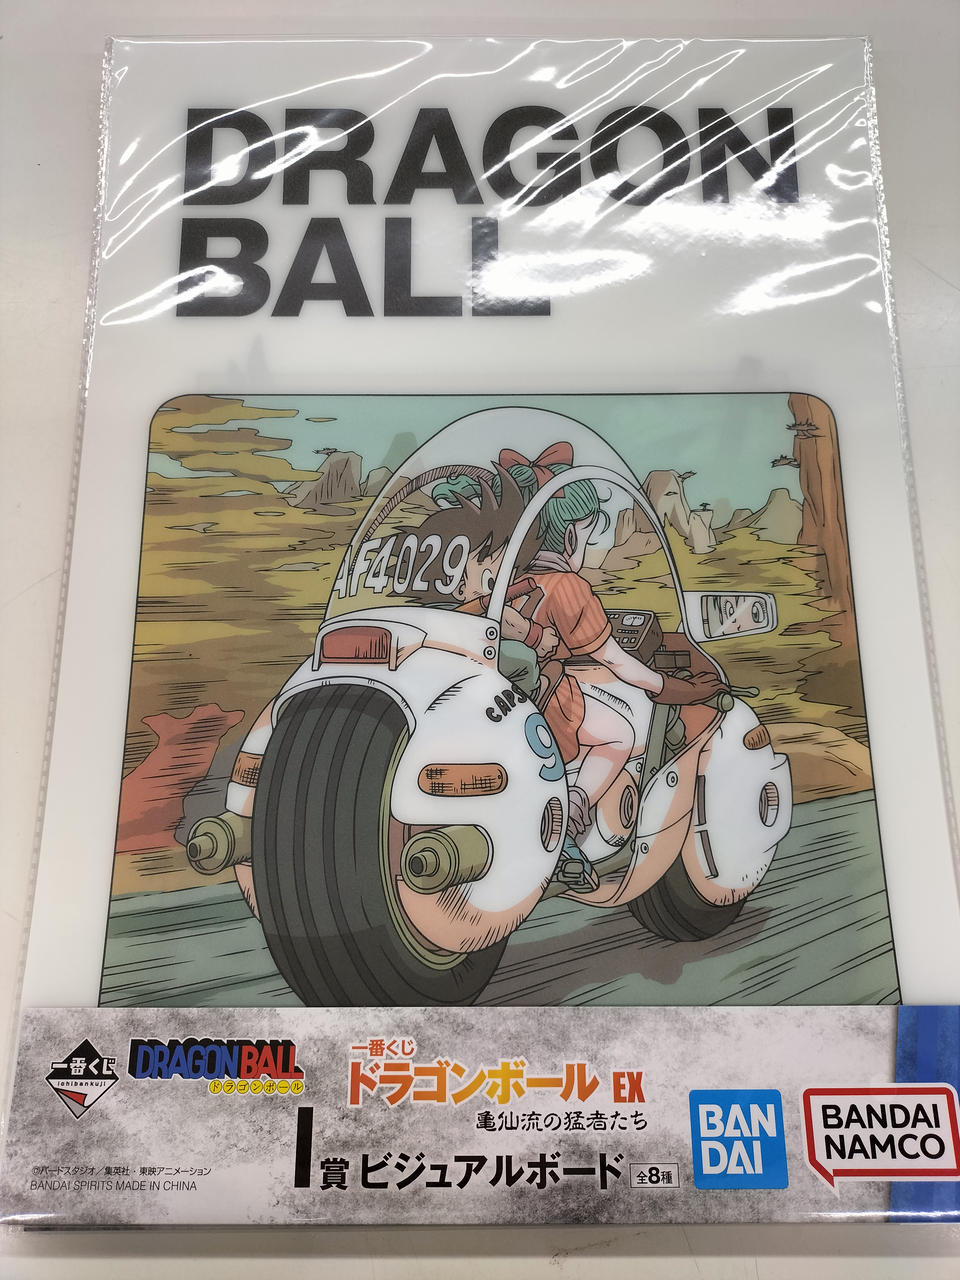 DRAGON
BALL
AF4-029
CAPS
9
一番くじ
ichibankuji
DRAGON BALL
ドラゴンボール
一番くじ
ドラゴンボール EX
亀仙流の猛者たち
I賞 ビジュアルボード 全8種
©バードスタジオ/集英社・東映アニメーション
BANDAI SPIRITS MADE IN CHINA
BAN
DAI
BANDAI
NAMCO